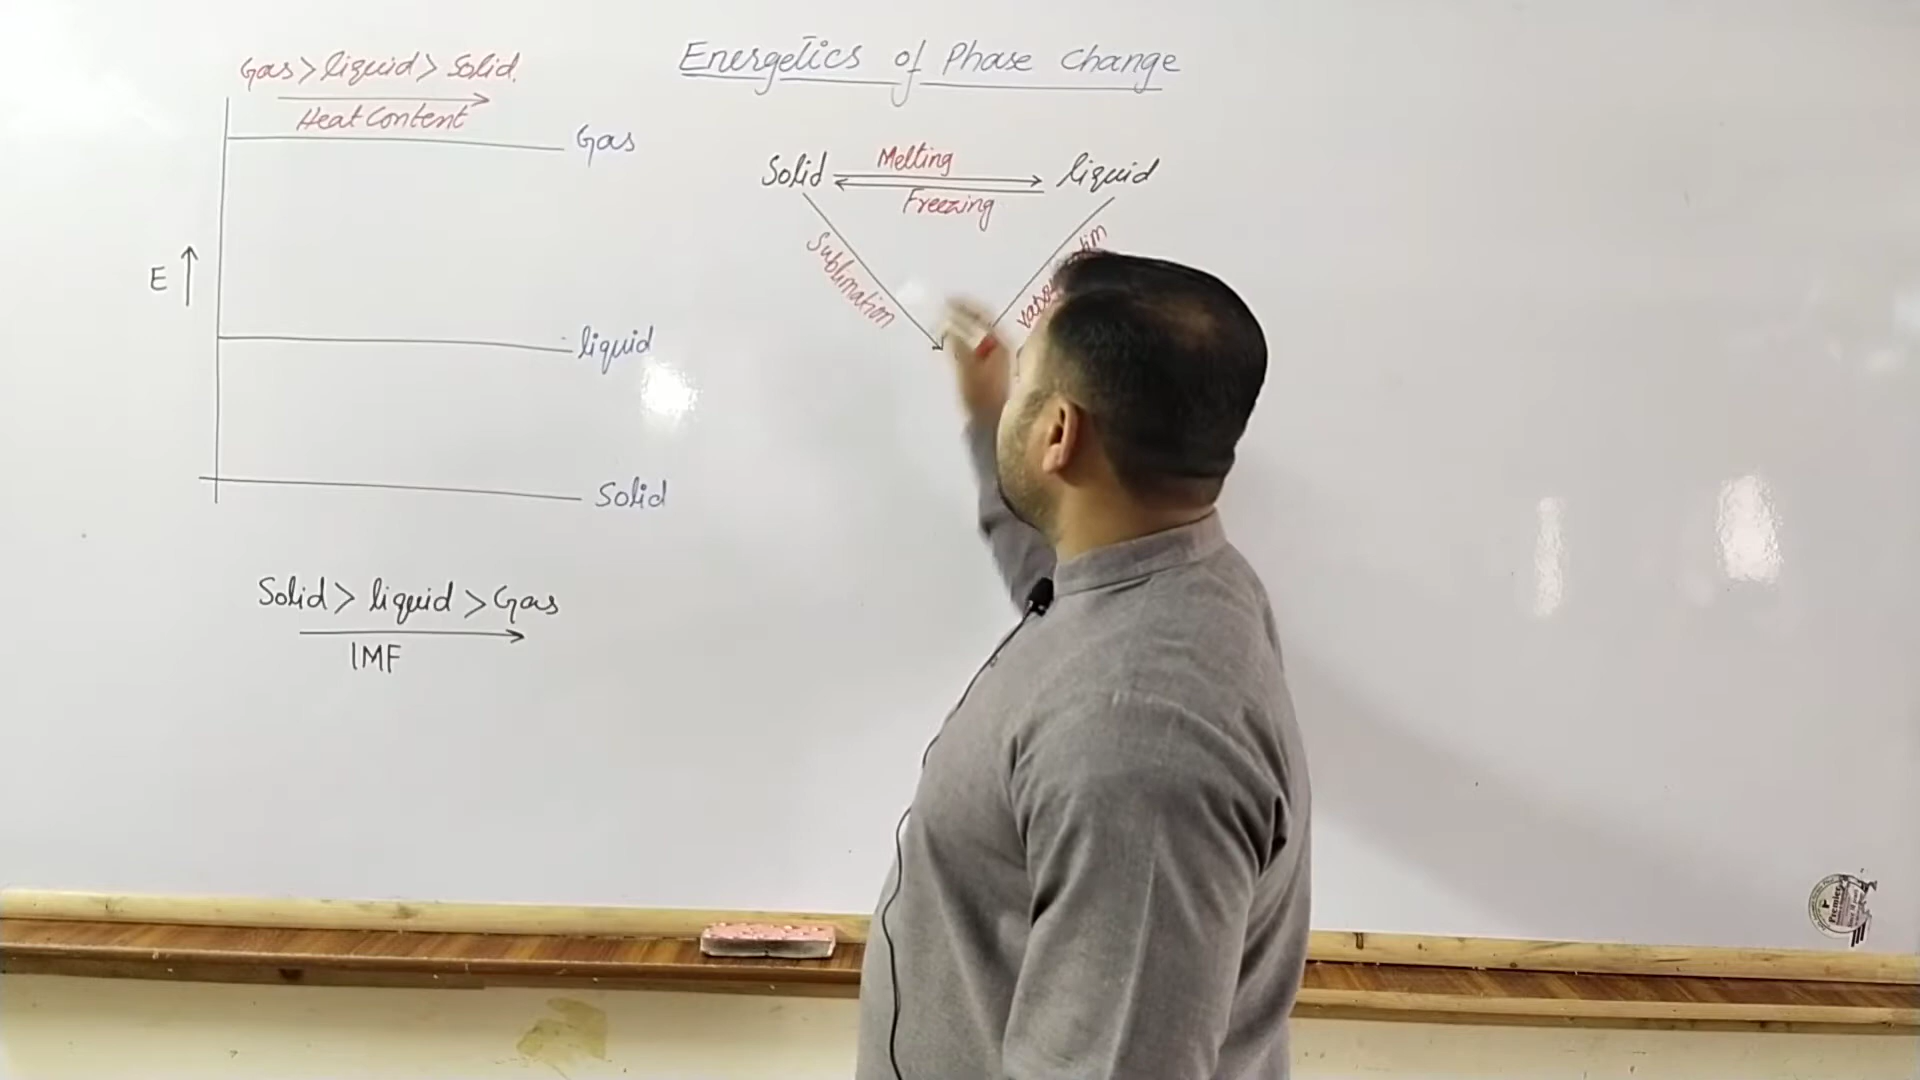 Energetics of Phase Change
Gas > liquid > Solid.
Heat Content
Gas
E
liquid
Solid
Solid > liquid > Gas
IMF
Solid
Melting
liquid
Freezing
Sublimation
Premier